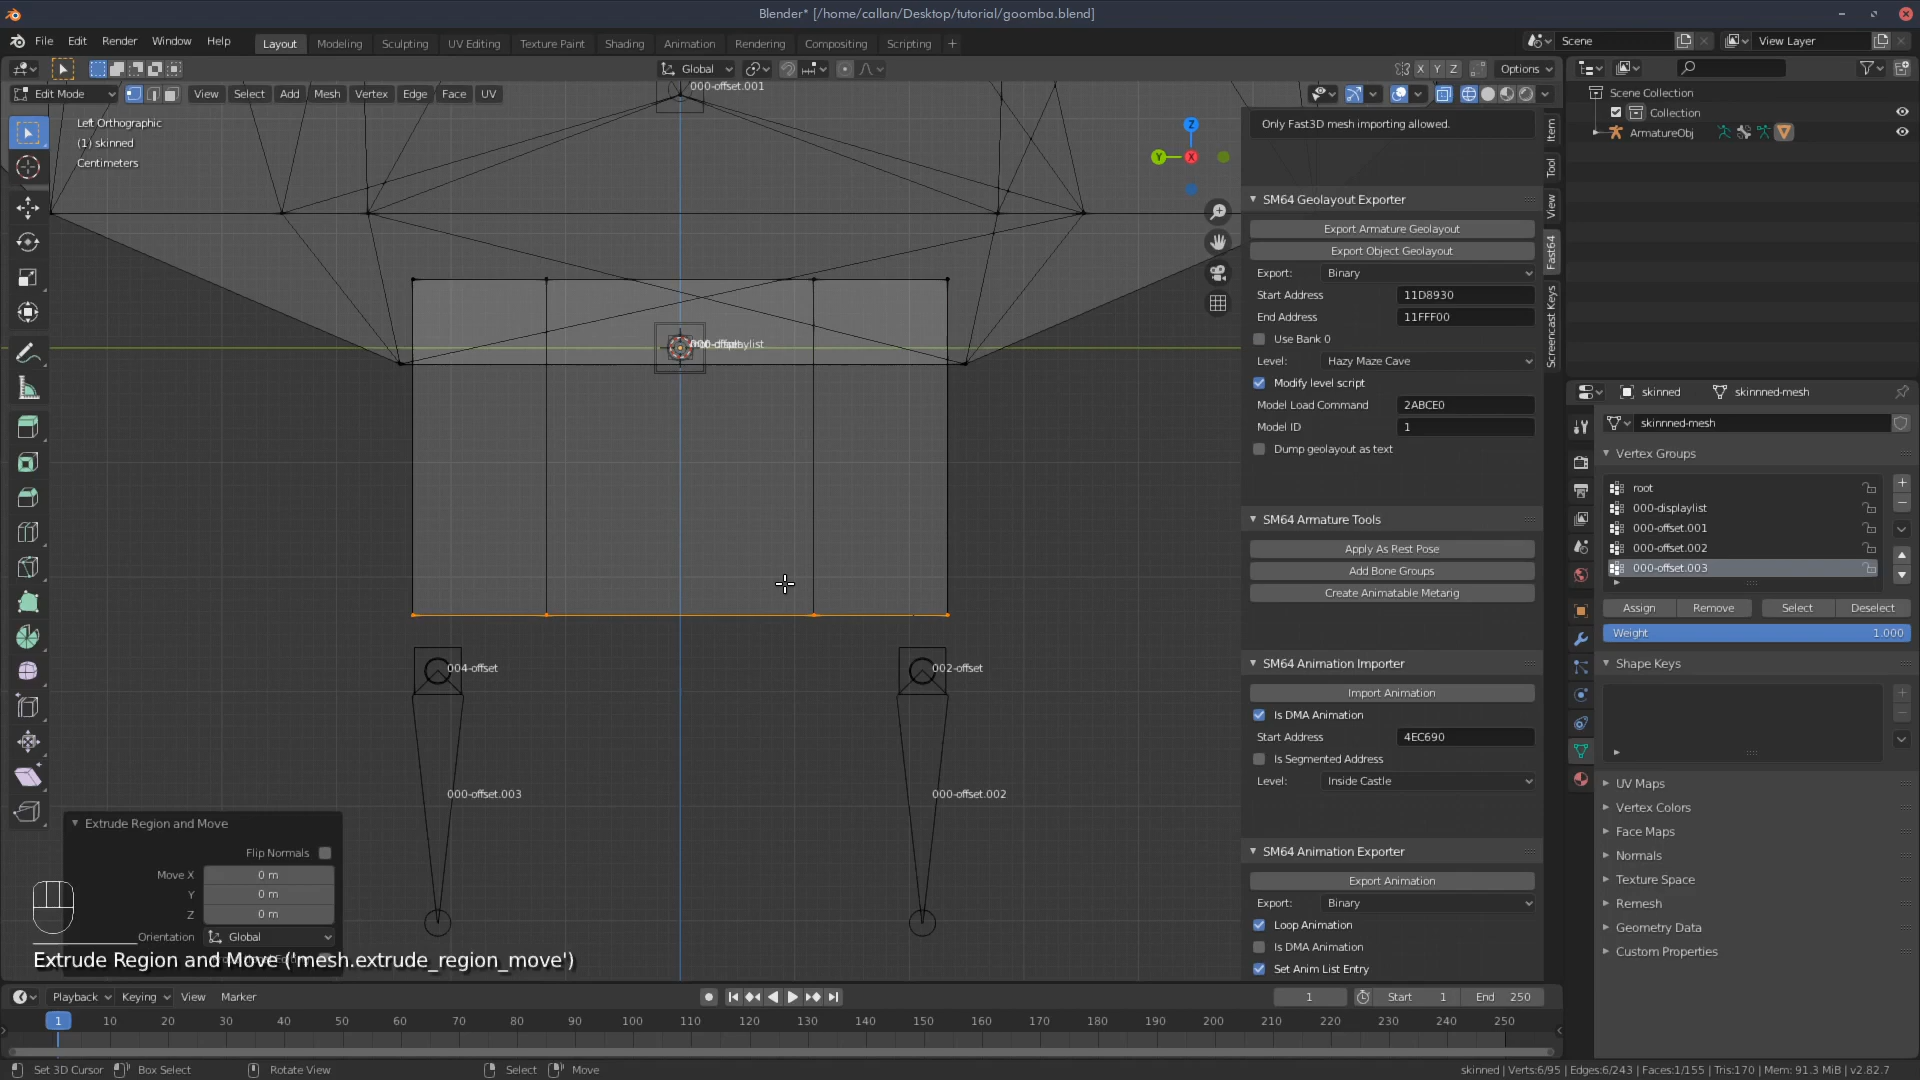 Blender* [/home/callan/Desktop/tutorial/goomba.blend]
File Edit Render Window Help
Layout Modeling Sculpting UV Editing Texture Paint Shading Animation Rendering Compositing Scripting
Scene
View Layer
Global
X Y Z
Options
Edit Mode
View Select Add Mesh Vertex Edge Face UV
Left Orthographic
(1) skinned
Centimeters
000-offset.001
Z
Y
X
004-offset
002-offset
000-offset.003
000-offset.002
Extrude Region and Move
Flip Normals
Move X 0 m
Y 0 m
Z 0 m
Orientation Global
Extrude Region and Move ('mesh.extrude_region_move')
Only Fast3D mesh importing allowed.
SM64 Geolayout Exporter
Export Armature Geolayout
Export Object Geolayout
Export: Binary
Start Address 11D8930
End Address 11FFF00
Use Bank 0
Level: Hazy Maze Cave
Modify level script
Model Load Command 2ABCE0
Model ID 1
Dump geolayout as text
SM64 Armature Tools
Apply As Rest Pose
Add Bone Groups
Create Animatable Metarig
SM64 Animation Importer
Import Animation
Is DMA Animation
Start Address 4EC690
Is Segmented Address
Level: Inside Castle
SM64 Animation Exporter
Export Animation
Export: Binary
Loop Animation
Is DMA Animation
Set Anim List Entry
Item
Tool
View
Fast64
Screencast Keys
Scene Collection
Collection
ArmatureObj
skinned skinnned-mesh
skinnned-mesh
Vertex Groups
root
000-displaylist
000-offset.001
000-offset.002
000-offset.003
Assign Remove Select Deselect
Weight 1.000
Shape Keys
UV Maps
Vertex Colors
Face Maps
Normals
Texture Space
Remesh
Geometry Data
Custom Properties
Playback Keying View Marker
1 Start 1 End 250
1 10 20 30 40 50 60 70 80 90 100 110 120 130 140 150 160 170 180 190 200 210 220 230 240 250
Set 3D Cursor Box Select Rotate View Select Move
skinned | Verts:6/95 | Edges:6/243 | Faces:1/155 | Tris:170 | Mem: 91.3 MiB | v2.82.7